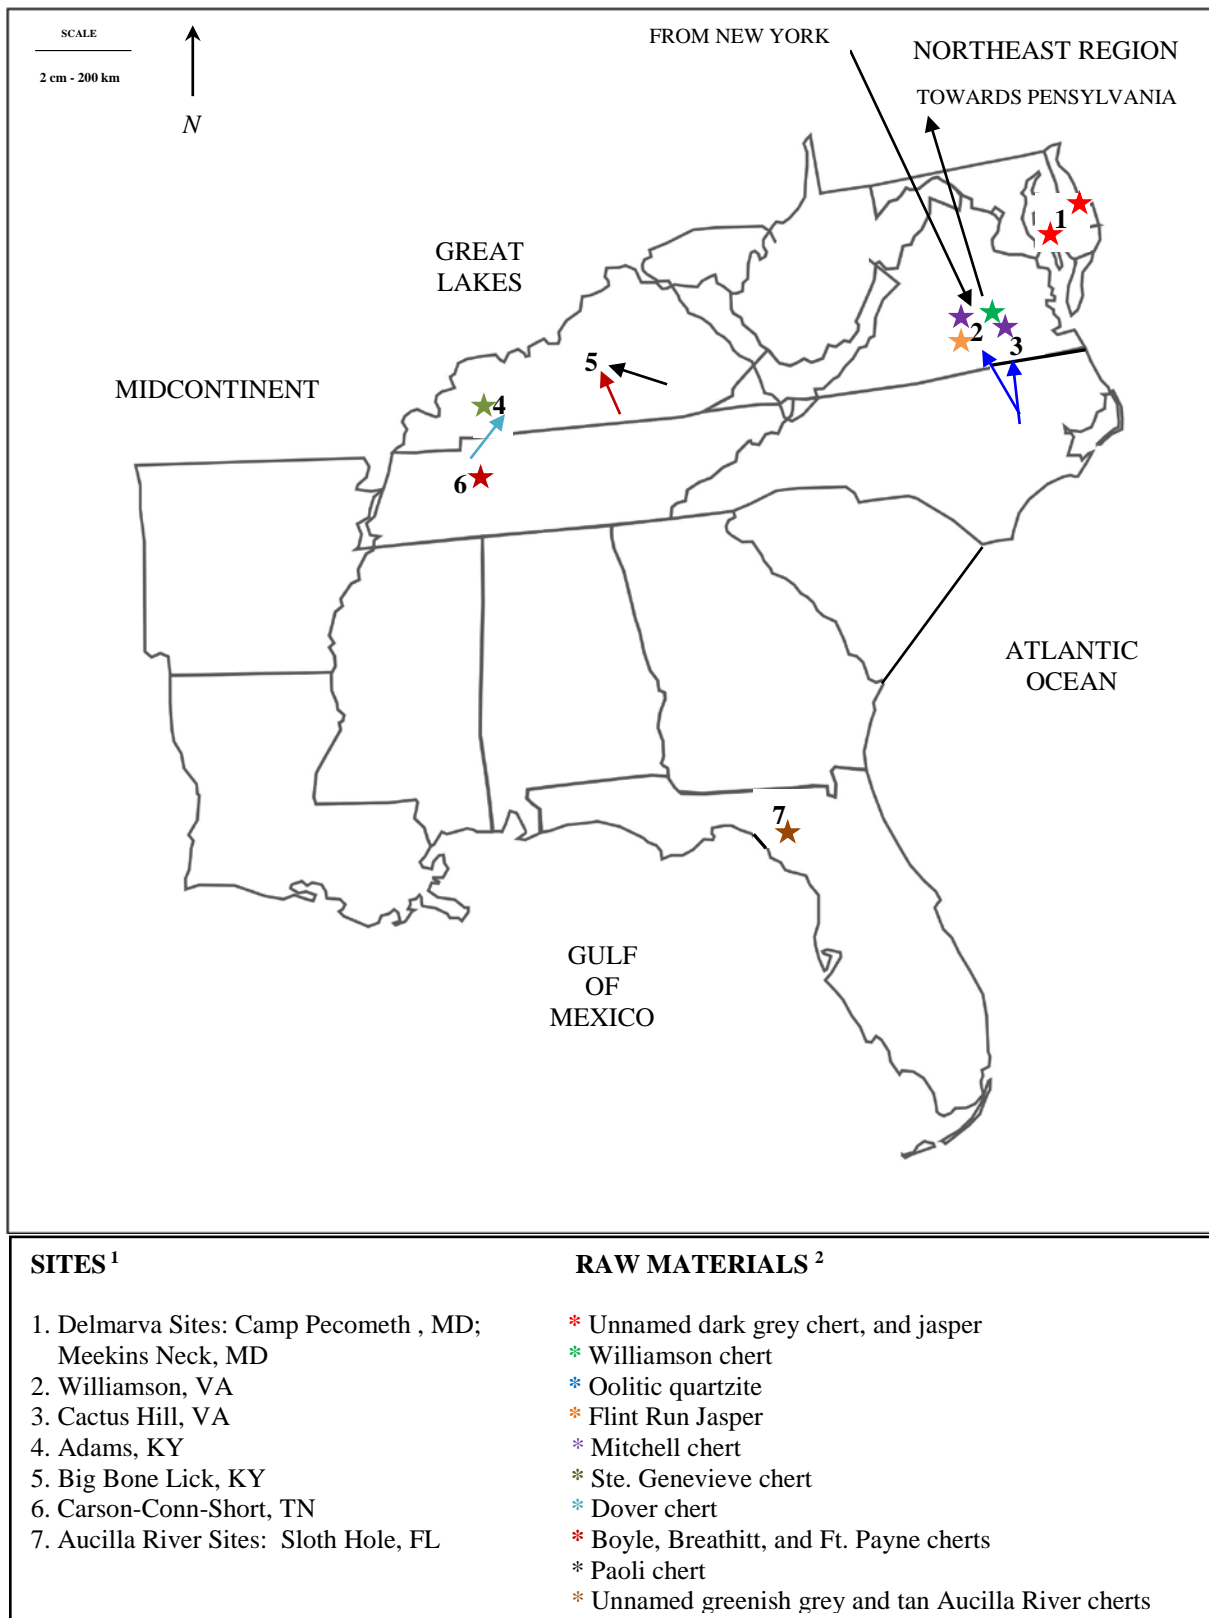 SCALE
2 cm - 200 km
N
FROM NEW YORK
NORTHEAST REGION
TOWARDS PENSYLVANIA
1
GREAT
LAKES
2
3
5
MIDCONTINENT
4
6
ATLANTIC
OCEAN
7
GULF
OF
MEXICO
SITES 1
1. Delmarva Sites: Camp Pecometh , MD;
Meekins Neck, MD
2. Williamson, VA
3. Cactus Hill, VA
4. Adams, KY
5. Big Bone Lick, KY
6. Carson-Conn-Short, TN
7. Aucilla River Sites: Sloth Hole, FL
RAW MATERIALS 2
* Unnamed dark grey chert, and jasper
* Williamson chert
* Oolitic quartzite
* Flint Run Jasper
* Mitchell chert
* Ste. Genevieve chert
* Dover chert
* Boyle, Breathitt, and Ft. Payne cherts
* Paoli chert
* Unnamed greenish grey and tan Aucilla River cherts